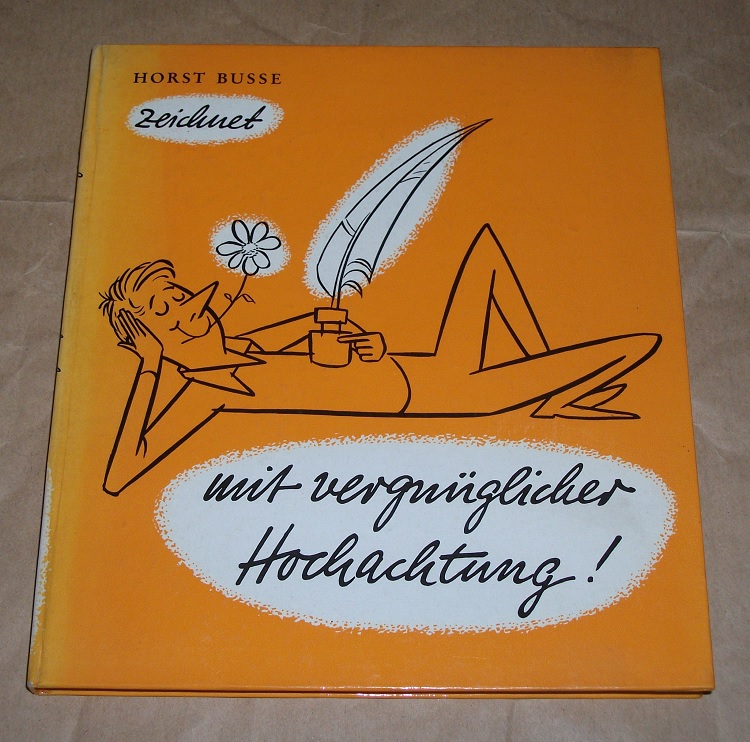 HORST BUSSE
zeichnet
mit vergnüglicher
Hochachtung!